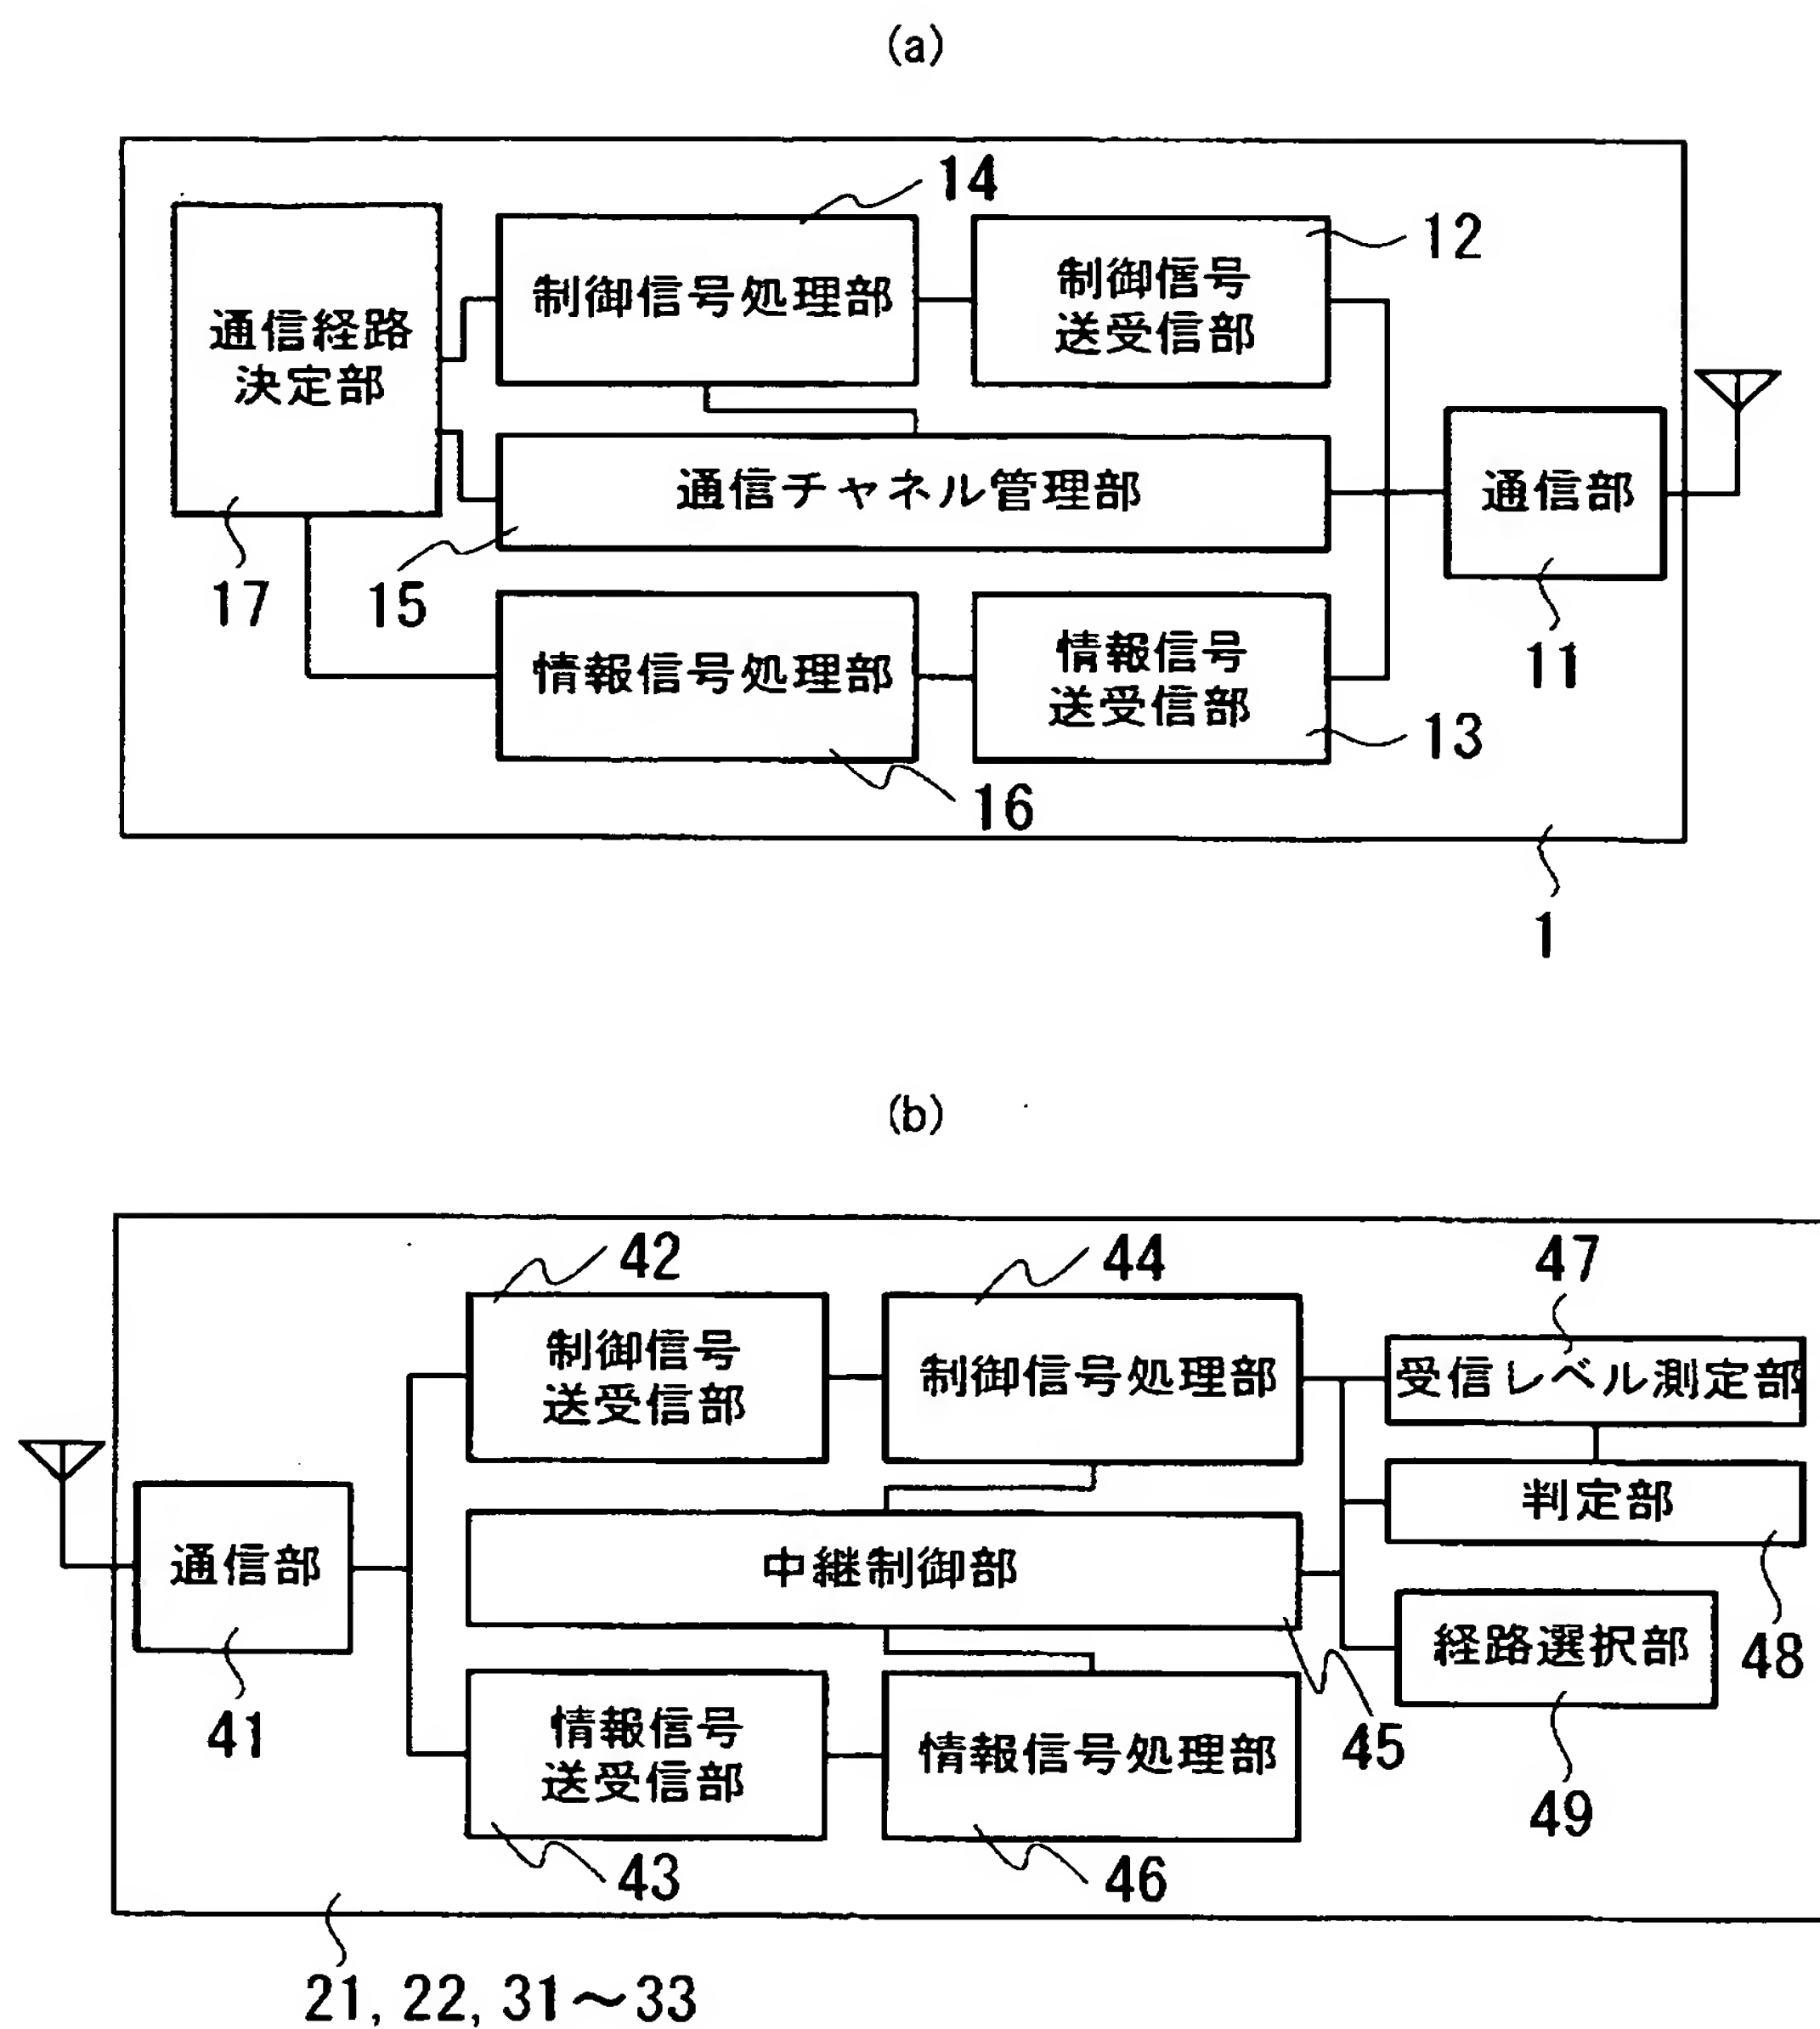 (a)
14
12
制御信号処理部
制御信号
送受信部
通信経路
決定部
通信チャネル管理部
通信部
17
15
11
情報信号処理部
情報信号
送受信部
13
16
1
(b)
42
44
47
制御信号
送受信部
制御信号処理部
受信レベル測定部
判定部
中継制御部
通信部
経路選択部
48
41
45
情報信号
送受信部
情報信号処理部
49
43
46
21, 22, 31～33